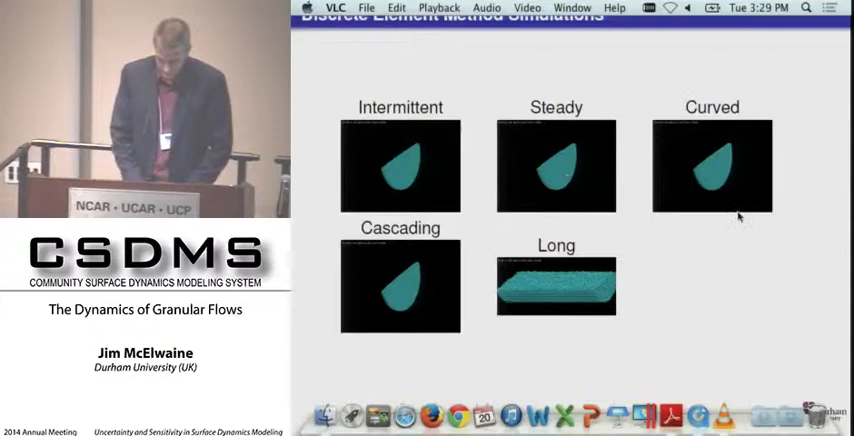 VLC File Edit Playback Audio Video Window Help Tue 3:29 PM
Discrete Element Method Simulations
Intermittent Steady Curved
Cascading Long
20
NCAR • UCAR • UCP
CSDMS
COMMUNITY SURFACE DYNAMICS MODELING SYSTEM
The Dynamics of Granular Flows
Jim McElwaine
Durham University (UK)
2014 Annual Meeting Uncertainty and Sensitivity in Surface Dynamics Modeling